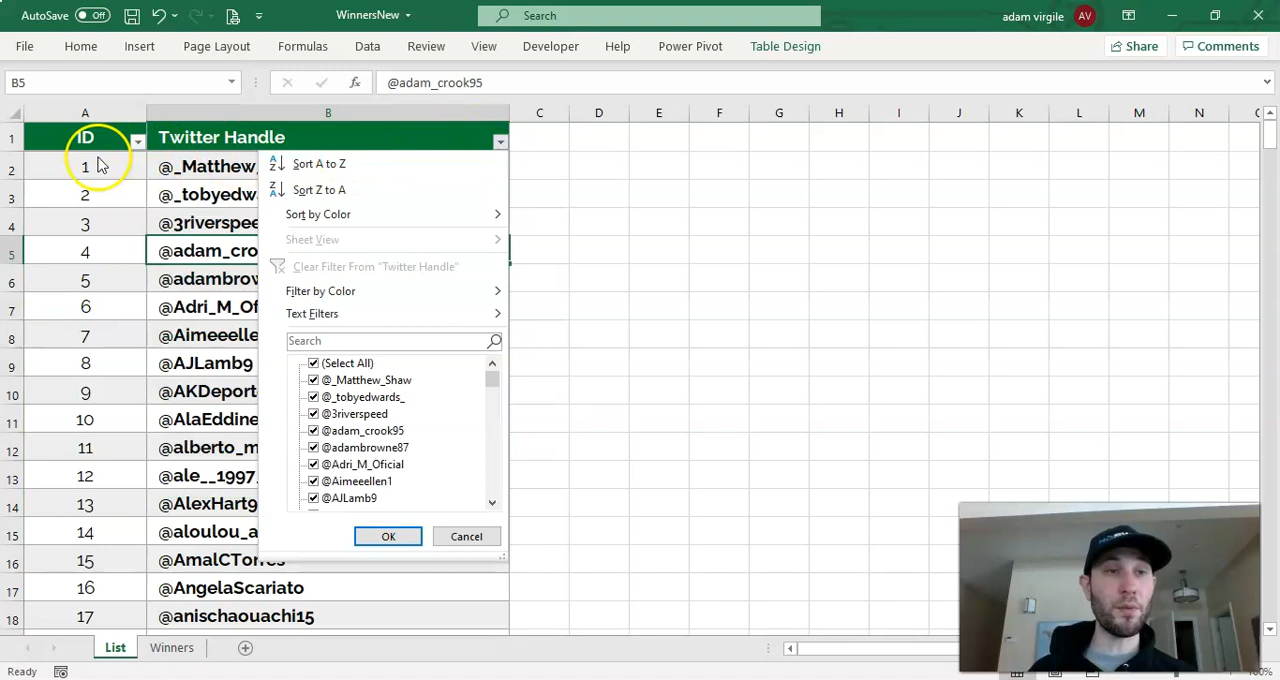 AutoSave Off WinnersNew Search adam virgile AV
File Home Insert Page Layout Formulas Data Review View Developer Help Power Pivot Table Design Share Comments
B5 fx @adam_crook95
A B C D E F G H I J K L M N
1 ID Twitter Handle
2 1 @_Matthew_
3 2 @_tobyedw
4 3 @3riverspee
5 4 @adam_cro
6 5 @adambrow
7 6 @Adri_M_Of
8 7 @Aimeeellen
9 8 @AJLamb9
10 9 @AKDeport
11 10 @AlaEddine
12 11 @alberto_m
13 12 @ale__1997_
14 13 @AlexHart9
15 14 @aloulou_a
16 15 @AmalCTorres
17 16 @AngelaScariato
18 17 @anischaouachi15
Sort A to Z
Sort Z to A
Sort by Color
Sheet View
Clear Filter From "Twitter Handle"
Filter by Color
Text Filters
Search
(Select All)
@_Matthew_Shaw
@_tobyedwards_
@3riverspeed
@adam_crook95
@adambrowne87
@Adri_M_Oficial
@Aimeeellen1
@AJLamb9
OK Cancel
List Winners
Ready